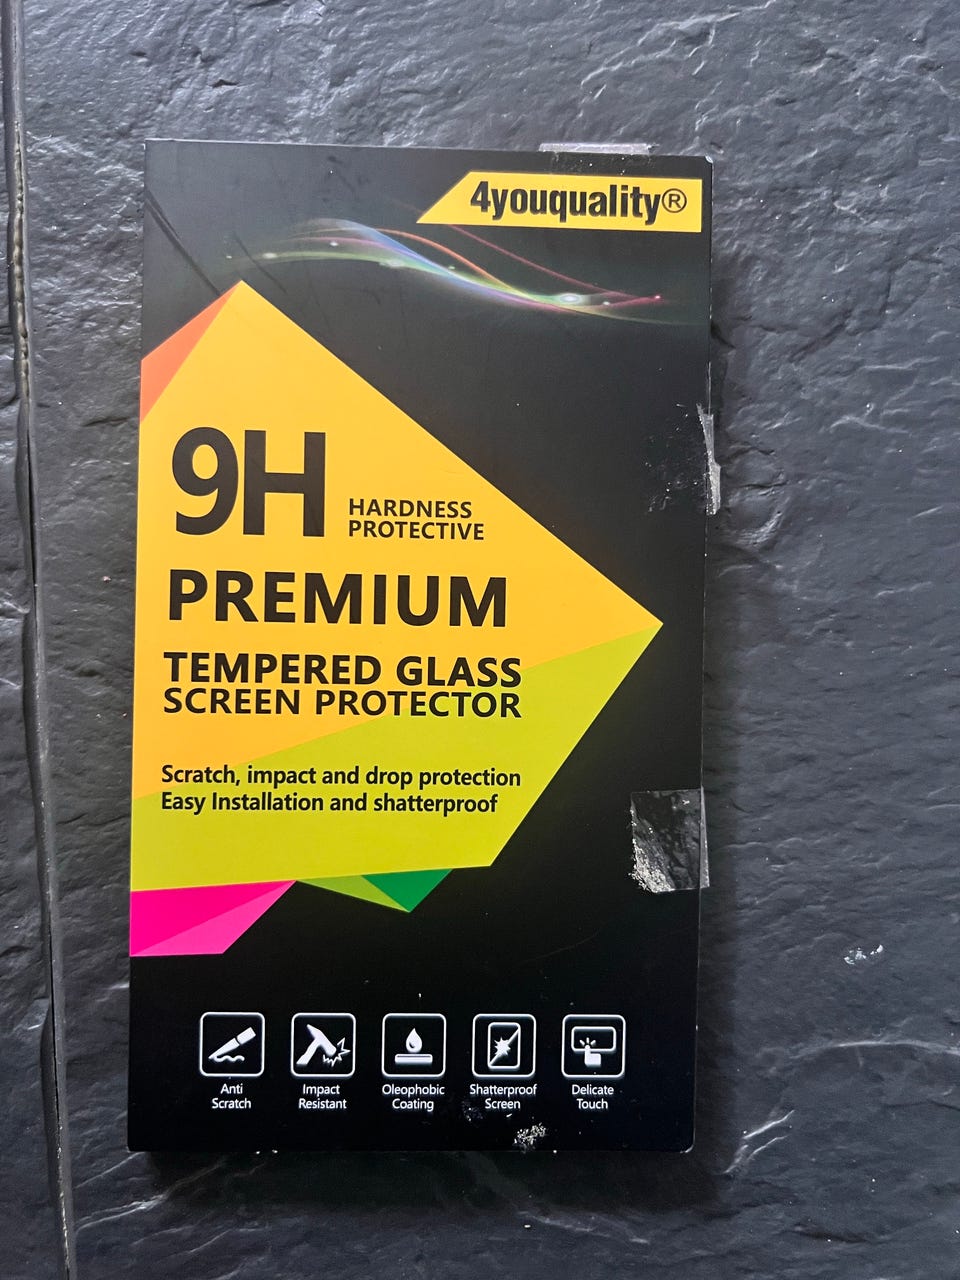 4youquality®
9H
HARDNESS
PROTECTIVE
PREMIUM
TEMPERED GLASS
SCREEN PROTECTOR
Scratch, impact and drop protection
Easy Installation and shatterproof
Anti
Scratch
Impact
Resistant
Oleophobic
Coating
Shatterproof
Screen
Delicate
Touch